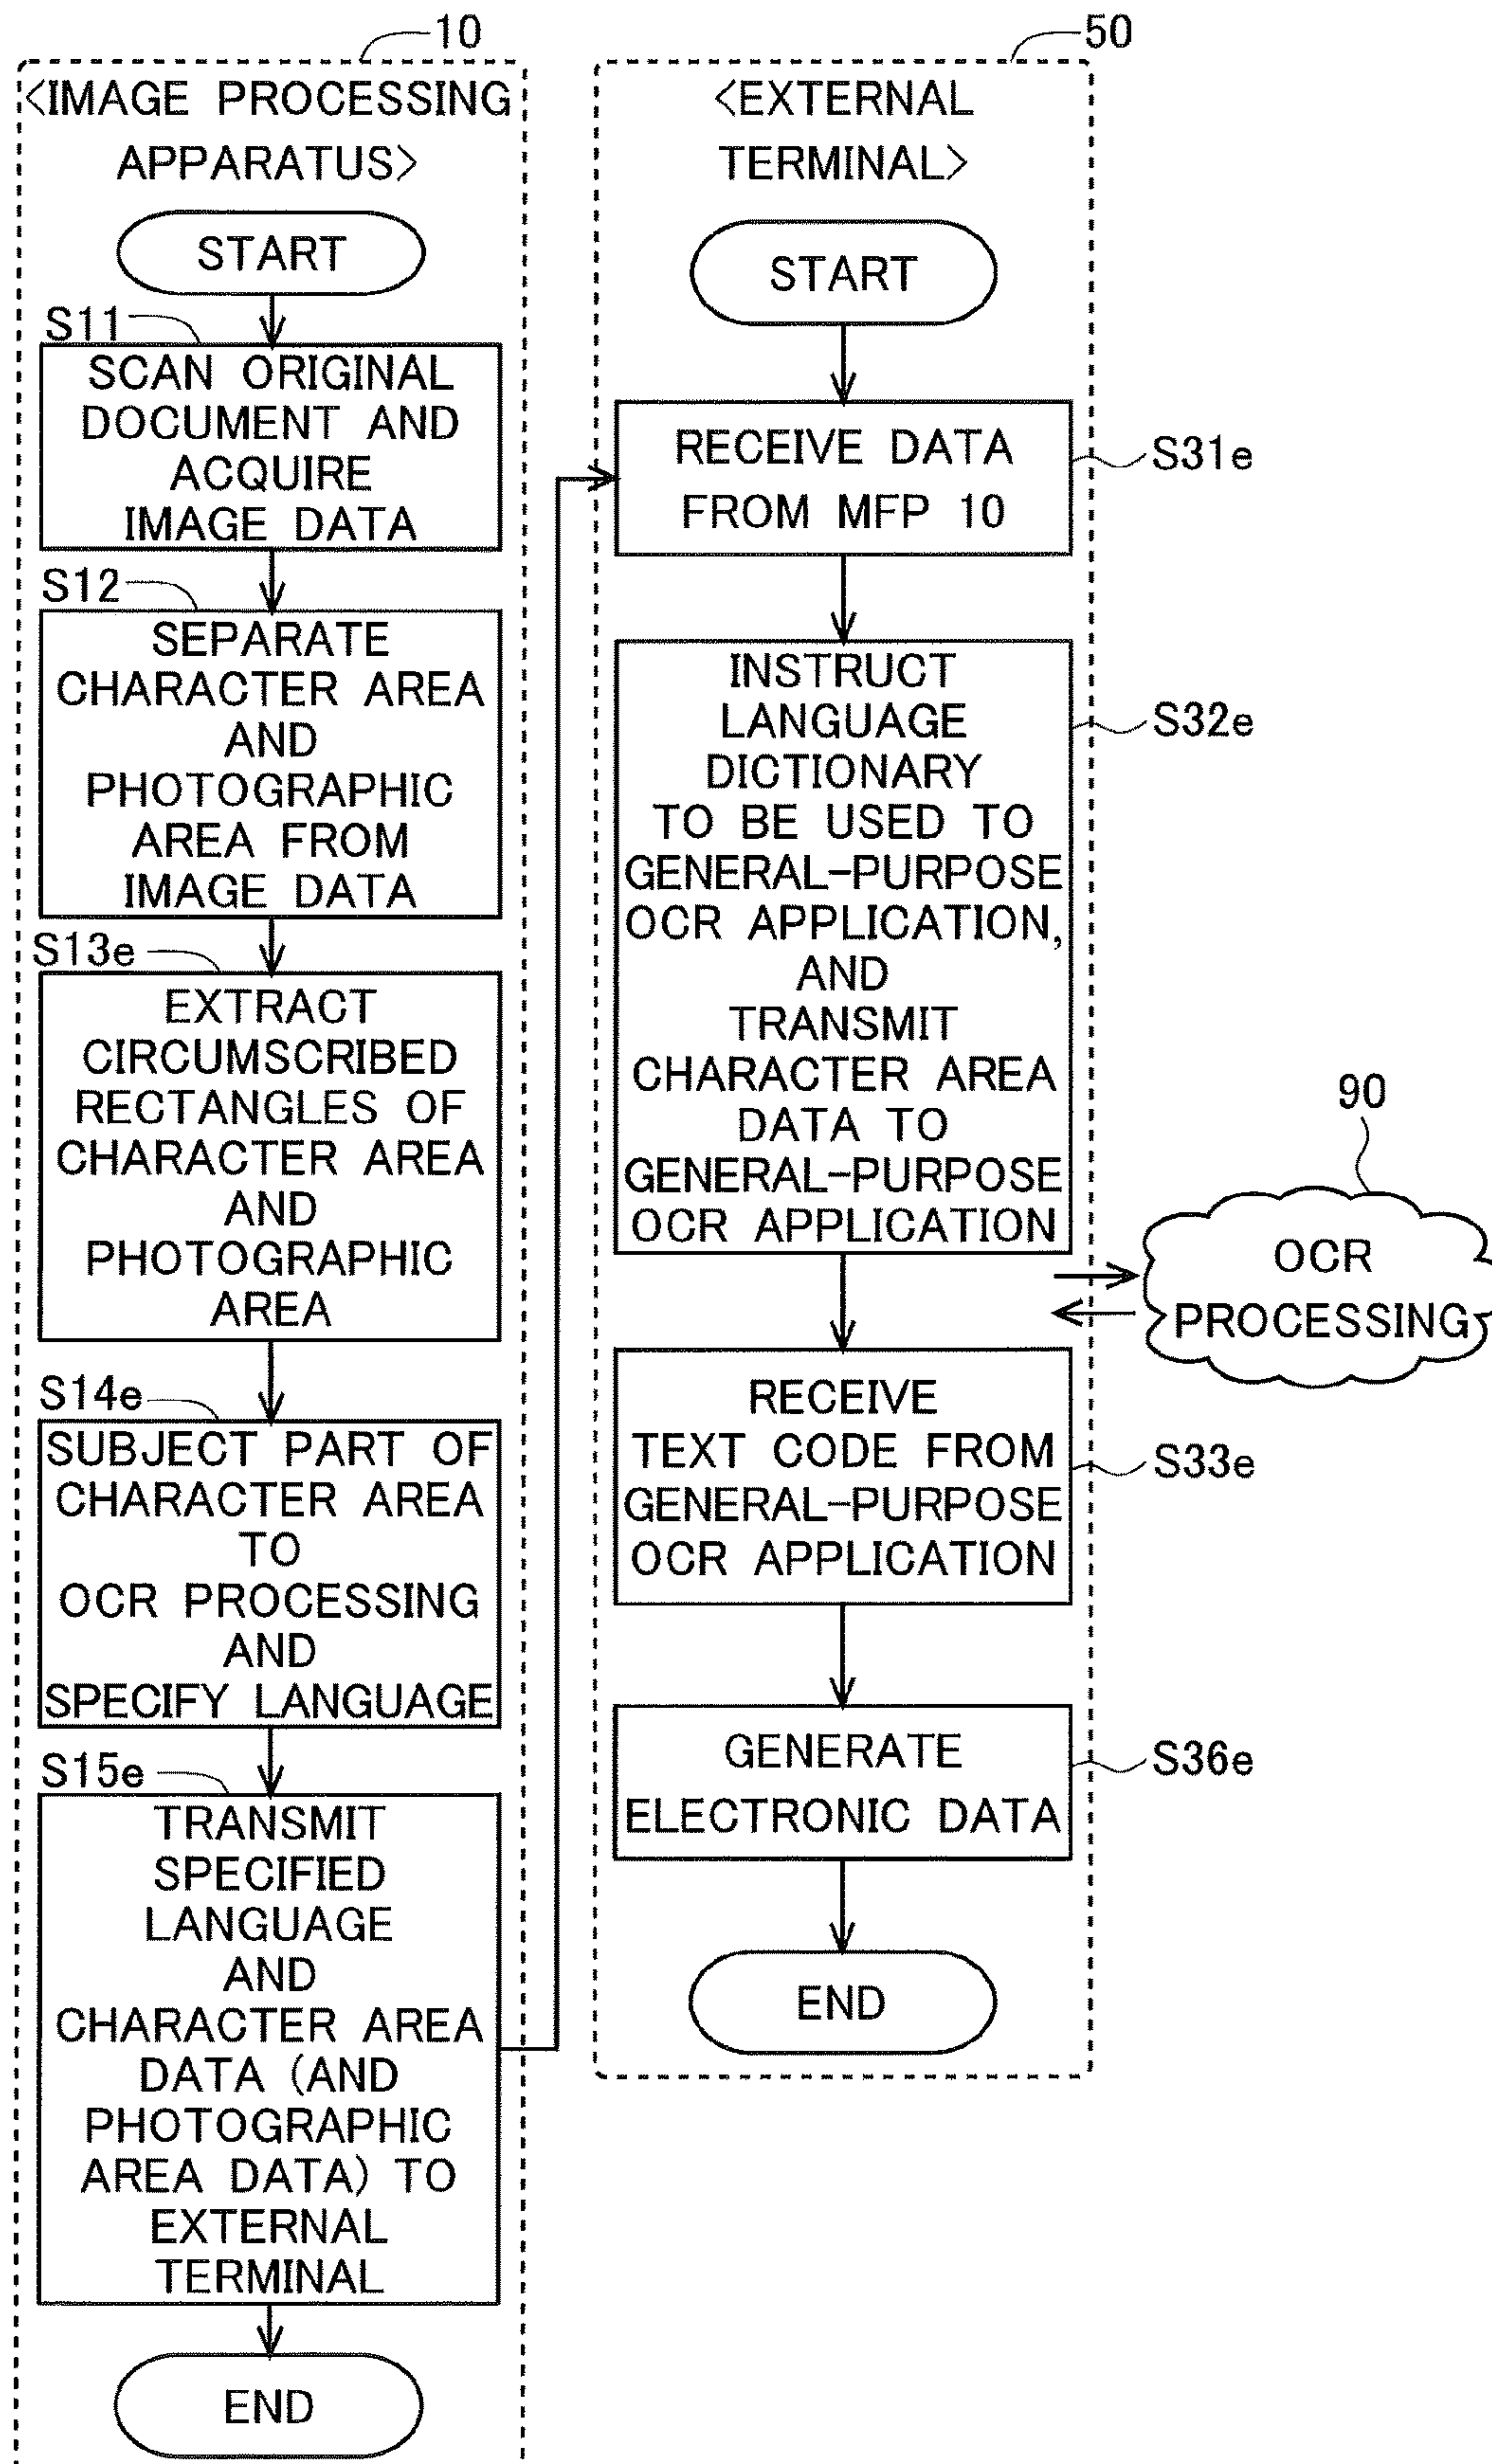 10
<IMAGE PROCESSING
APPARATUS>
START
S11
SCAN ORIGINAL
DOCUMENT AND
ACQUIRE
IMAGE DATA
S12
SEPARATE
CHARACTER AREA
AND
PHOTOGRAPHIC
AREA FROM
IMAGE DATA
S13e
EXTRACT
CIRCUMSCRIBED
RECTANGLES OF
CHARACTER AREA
AND
PHOTOGRAPHIC
AREA
S14e
SUBJECT PART OF
CHARACTER AREA
TO
OCR PROCESSING
AND
SPECIFY LANGUAGE
S15e
TRANSMIT
SPECIFIED
LANGUAGE
AND
CHARACTER AREA
DATA (AND
PHOTOGRAPHIC
AREA DATA) TO
EXTERNAL
TERMINAL
END
50
<EXTERNAL
TERMINAL>
START
RECEIVE DATA
FROM MFP 10
S31e
INSTRUCT
LANGUAGE
DICTIONARY
TO BE USED TO
GENERAL-PURPOSE
OCR APPLICATION,
AND
TRANSMIT
CHARACTER AREA
DATA TO
GENERAL-PURPOSE
OCR APPLICATION
S32e
90
OCR
PROCESSING
RECEIVE
TEXT CODE FROM
GENERAL-PURPOSE
OCR APPLICATION
S33e
GENERATE
ELECTRONIC DATA
S36e
END